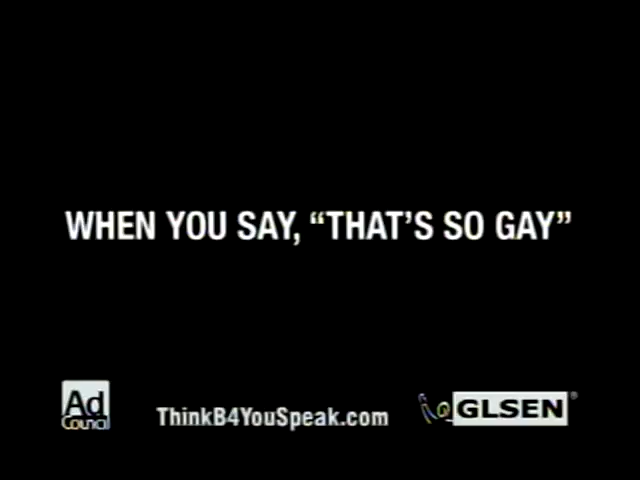 WHEN YOU SAY, “THAT’S SO GAY”
Ad
Council
ThinkB4YouSpeak.com
GLSEN®